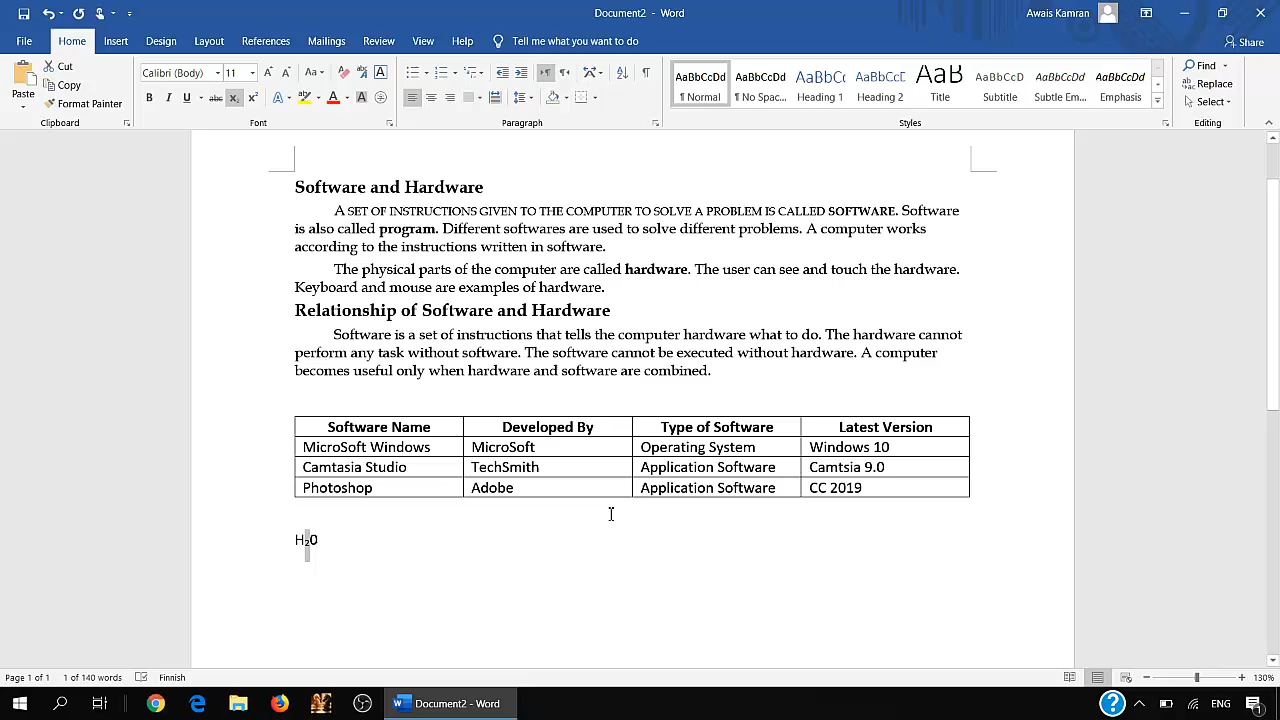 Document2 - Word
Awais Kamran
File Home Insert Design Layout References Mailings Review View Help Tell me what you want to do Share
Paste Cut Copy Format Painter
Clipboard
Calibri (Body) 11
Font
Paragraph
AaBbCcDd AaBbCcDd AaBbCc AaBbCcE AaB AaBbCcD AaBbCcDd AaBbCcDd
¶ Normal ¶ No Spac... Heading 1 Heading 2 Title Subtitle Subtle Em... Emphasis
Styles
Find
Replace
Select
Editing
Software and Hardware
A SET OF INSTRUCTIONS GIVEN TO THE COMPUTER TO SOLVE A PROBLEM IS CALLED SOFTWARE. Software
is also called program. Different softwares are used to solve different problems. A computer works
according to the instructions written in software.
The physical parts of the computer are called hardware. The user can see and touch the hardware.
Keyboard and mouse are examples of hardware.
Relationship of Software and Hardware
Software is a set of instructions that tells the computer hardware what to do. The hardware cannot
perform any task without software. The software cannot be executed without hardware. A computer
becomes useful only when hardware and software are combined.
Software Name Developed By Type of Software Latest Version
MicroSoft Windows MicroSoft Operating System Windows 10
Camtasia Studio TechSmith Application Software Camtsia 9.0
Photoshop Adobe Application Software CC 2019
H₂0
Page 1 of 1 1 of 140 words Finnish 130%
Document2 - Word ENG